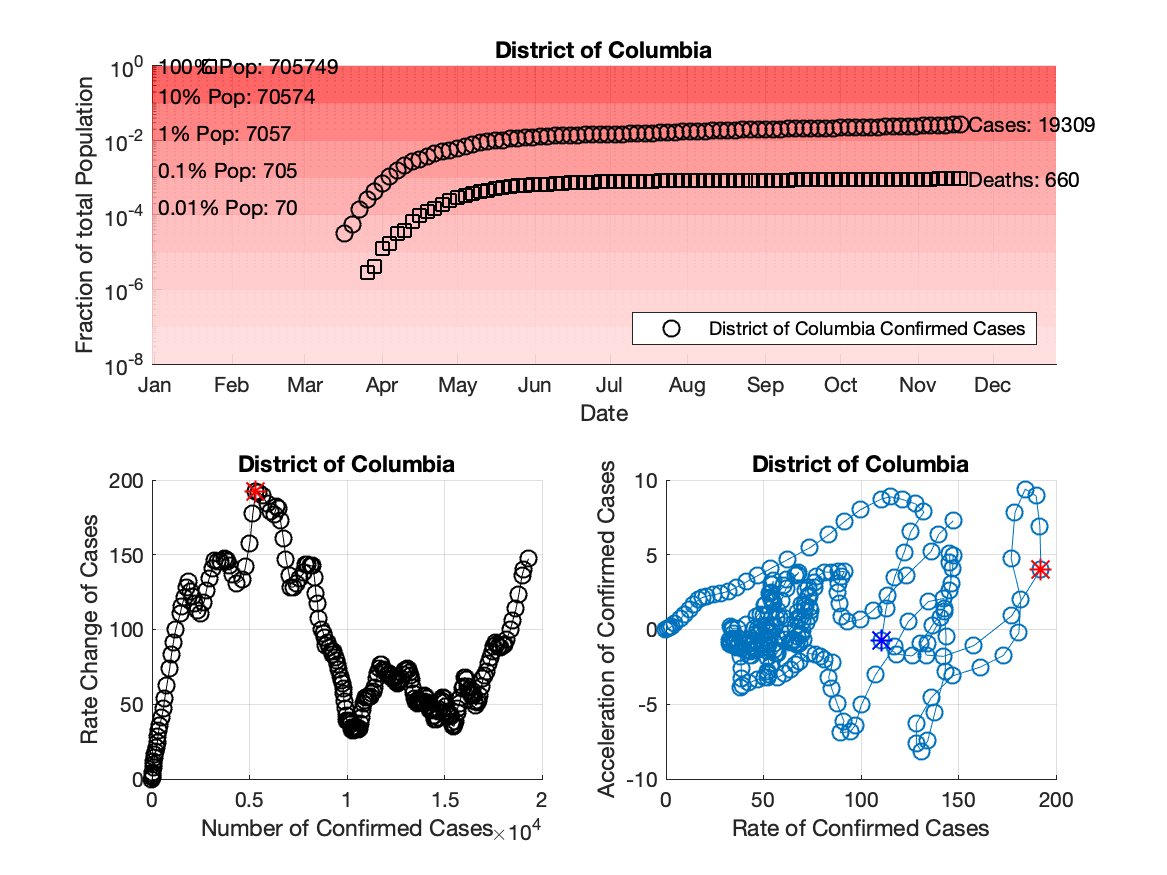 District of Columbia
Fraction of total Population
10^0
10^-2
10^-4
10^-6
10^-8
100% Pop: 705749
10% Pop: 70574
1% Pop: 7057
0.1% Pop: 705
0.01% Pop: 70
Cases: 19309
Deaths: 660
District of Columbia Confirmed Cases
Jan Feb Mar Apr May Jun Jul Aug Sep Oct Nov Dec
Date
District of Columbia
Rate Change of Cases
200
150
100
50
0
0 0.5 1 1.5 2
Number of Confirmed Cases ×10^4
District of Columbia
Acceleration of Confirmed Cases
10
5
0
-5
-10
0 50 100 150 200
Rate of Confirmed Cases